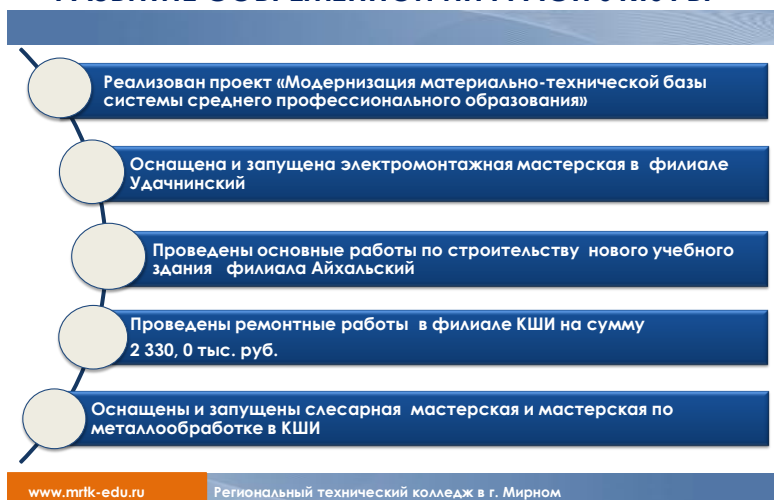 Реализован проект «Модернизация материально-технической базы
системы среднего профессионального образования»
Оснащена и запущена электромонтажная мастерская в филиале
Удачнинский
Проведены основные работы по строительству нового учебного
здания филиала Айхальский
Проведены ремонтные работы в филиале КШИ на сумму
2 330, 0 тыс. руб.
Оснащены и запущены слесарная мастерская и мастерская по
металлообработке в КШИ
www.mrtk-edu.ru Региональный технический колледж в г. Мирном